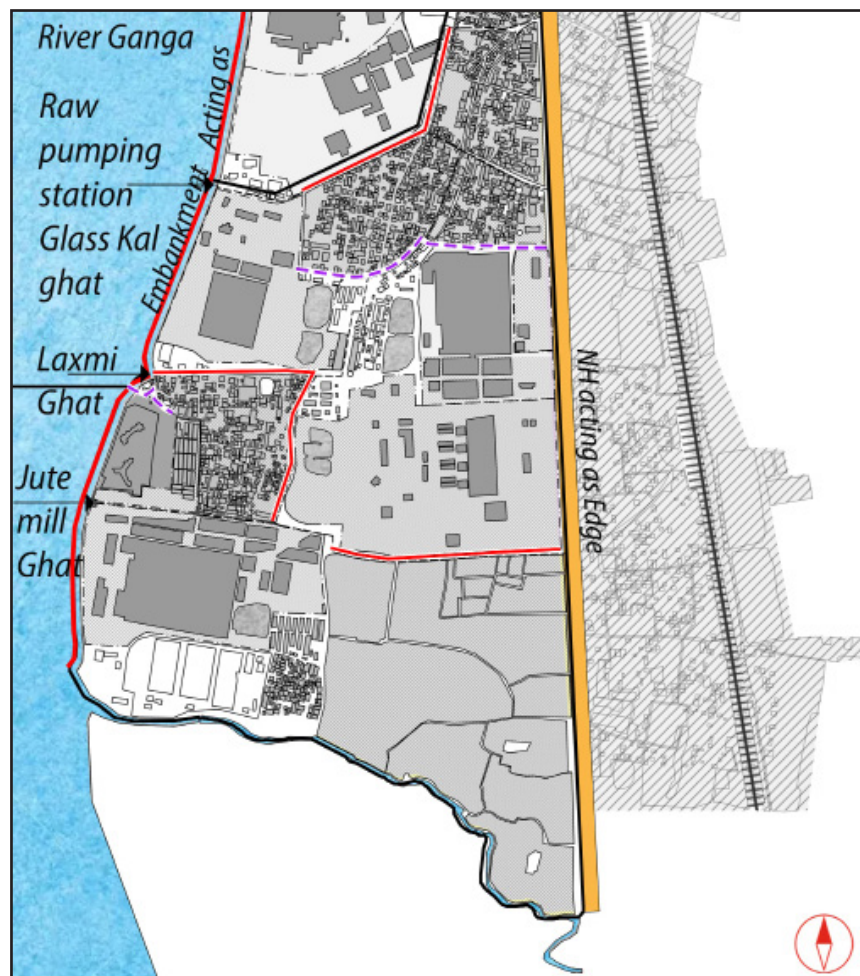 River Ganga
Raw
pumping
station
Glass Kal
ghat
Embankment Acting as
Laxmi
Ghat
Jute
mill
Ghat
NH acting as Edge